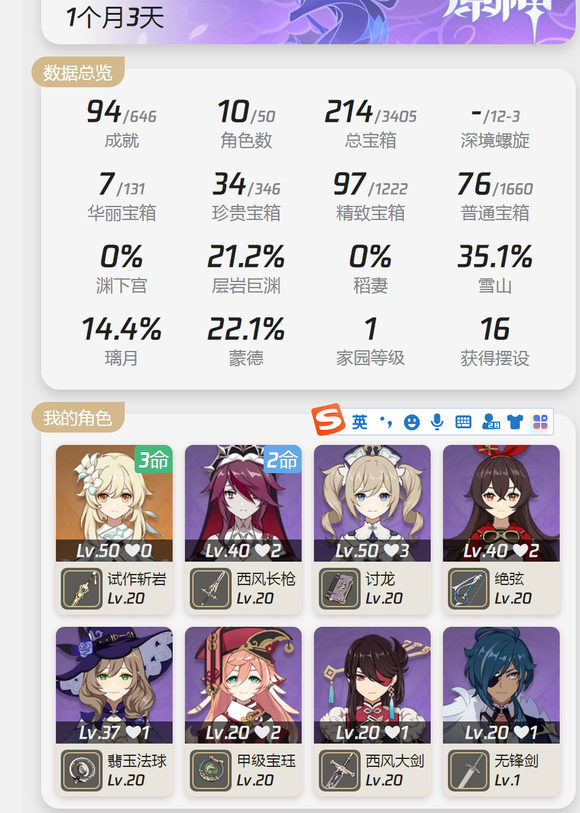 1个月3天
原神
数据总览
94/646 10/50 214/3405 -/12-3
成就 角色数 总宝箱 深境螺旋
7/131 34/346 97/1222 76/1660
华丽宝箱 珍贵宝箱 精致宝箱 普通宝箱
0% 21.2% 0% 35.1%
渊下宫 层岩巨渊 稻妻 雪山
14.4% 22.1% 1 16
璃月 蒙德 家园等级 获得摆设
我的角色
S 英
3命 2命
Lv.50 0 Lv.40 2 Lv.50 3 Lv.40 2
试作斩岩 西风长枪 讨龙 绝弦
Lv.20 Lv.20 Lv.20 Lv.20
Lv.37 1 Lv.20 2 Lv.20 1 Lv.20 1
翡玉法球 甲级宝珏 西风大剑 无锋剑
Lv.20 Lv.20 Lv.20 Lv.1